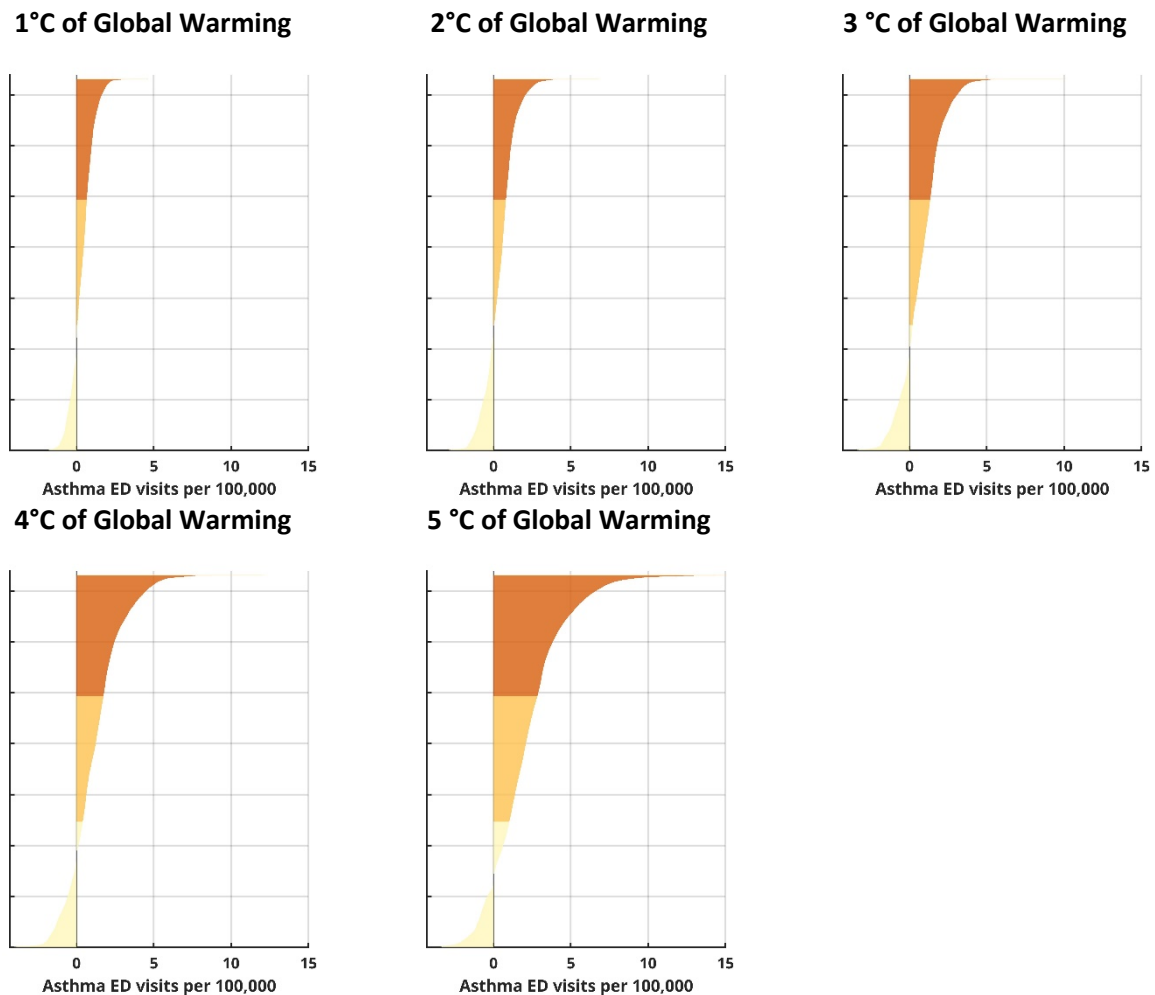 1°C of Global Warming
2°C of Global Warming
3 °C of Global Warming
0 5 10 15
Asthma ED visits per 100,000
0 5 10 15
Asthma ED visits per 100,000
0 5 10 15
Asthma ED visits per 100,000
4°C of Global Warming
5 °C of Global Warming
0 5 10 15
Asthma ED visits per 100,000
0 5 10 15
Asthma ED visits per 100,000